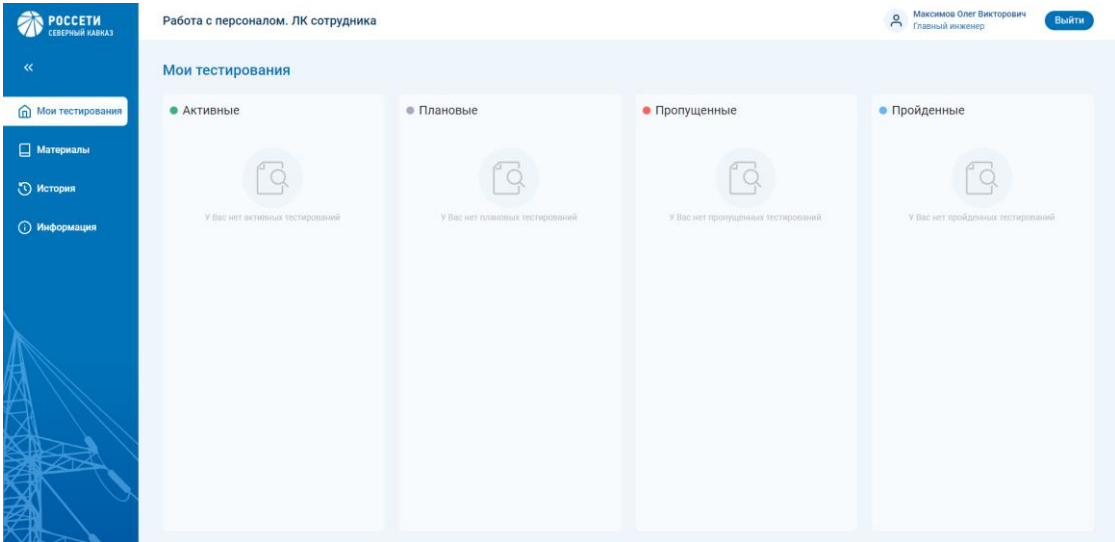 РОССЕТИ
СЕВЕРНЫЙ КАВКАЗ
Работа с персоналом. ЛК сотрудника
Максимов Олег Викторович
Главный инженер
Выйти
Мои тестирования
Мои тестирования
Материалы
История
Информация
Активные
У Вас нет активных тестирований
Плановые
У Вас нет плановых тестирований
Пропущенные
У Вас нет пропущенных тестирований
Пройденные
У Вас нет пройденных тестирований